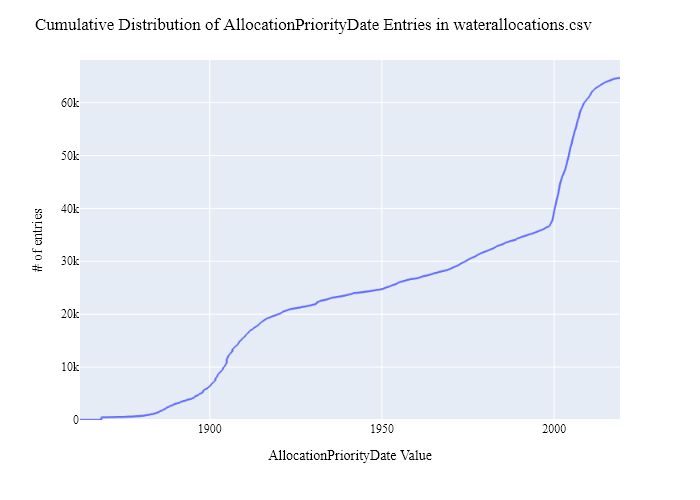 Cumulative Distribution of AllocationPriorityDate Entries in waterallocations.csv
60k
50k
40k
30k
20k
10k
0
# of entries
1900
1950
2000
AllocationPriorityDate Value